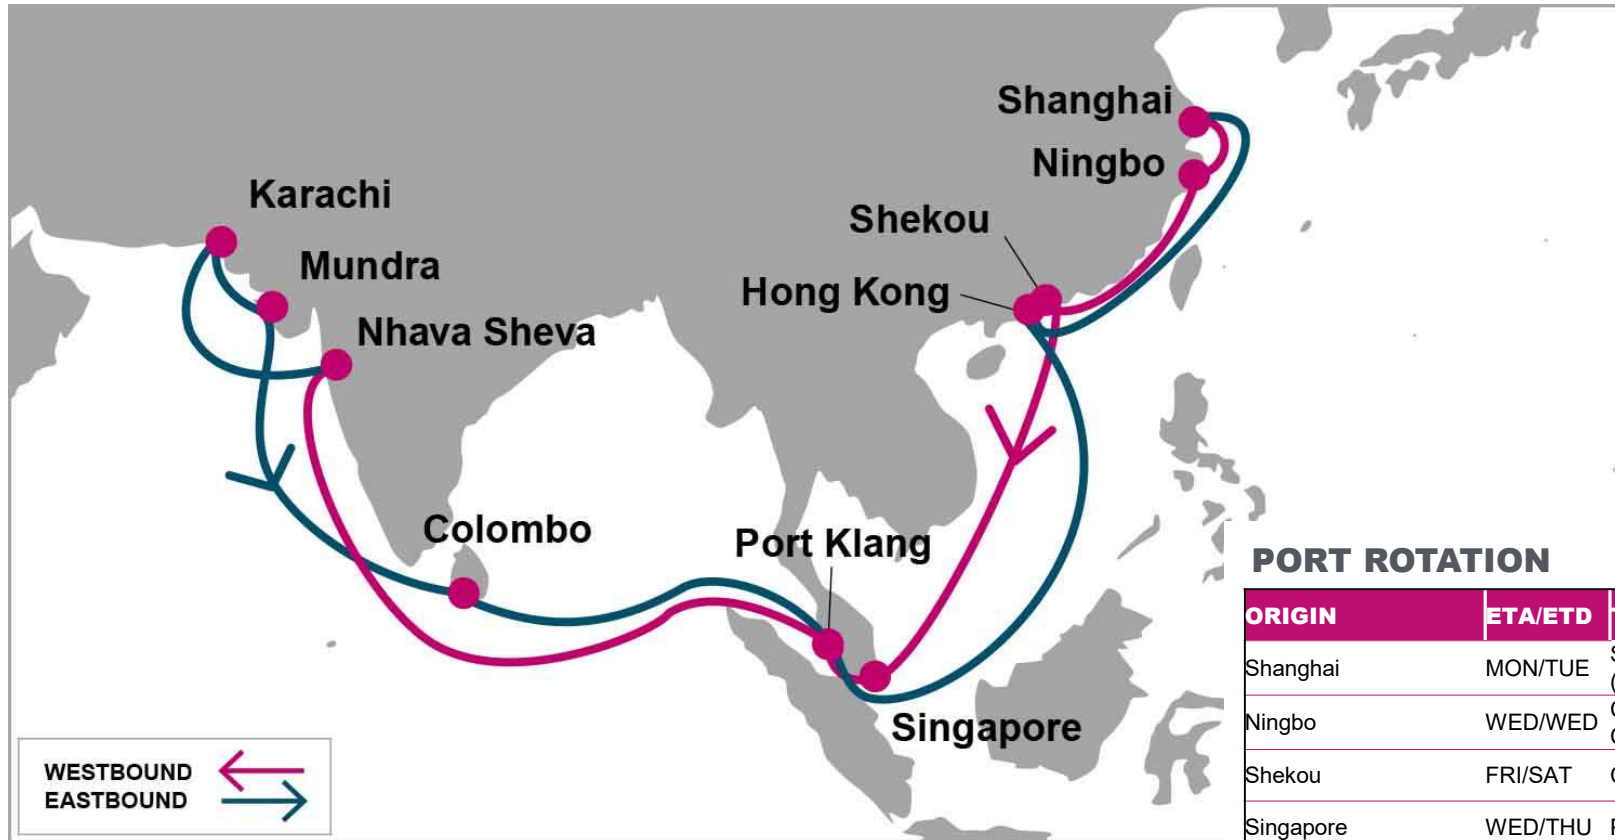 Shanghai
Ningbo
Karachi
Shekou
Mundra
Hong Kong
Nhava Sheva
Colombo
Port Klang
Singapore
WESTBOUND
EASTBOUND
PORT ROTATION
ORIGIN ETA/ETD
Shanghai MON/TUE
Ningbo WED/WED
Shekou FRI/SAT
Singapore WED/THU